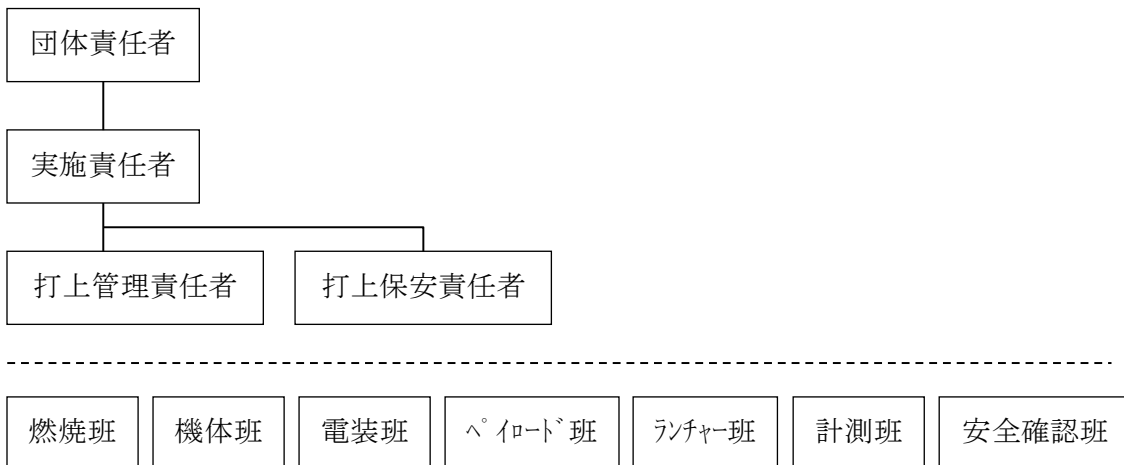 団体責任者
実施責任者
打上管理責任者
打上保安責任者
燃焼班
機体班
電装班
ﾍﾟｲﾛｰﾄﾞ班
ﾗﾝﾁｬｰ班
計測班
安全確認班